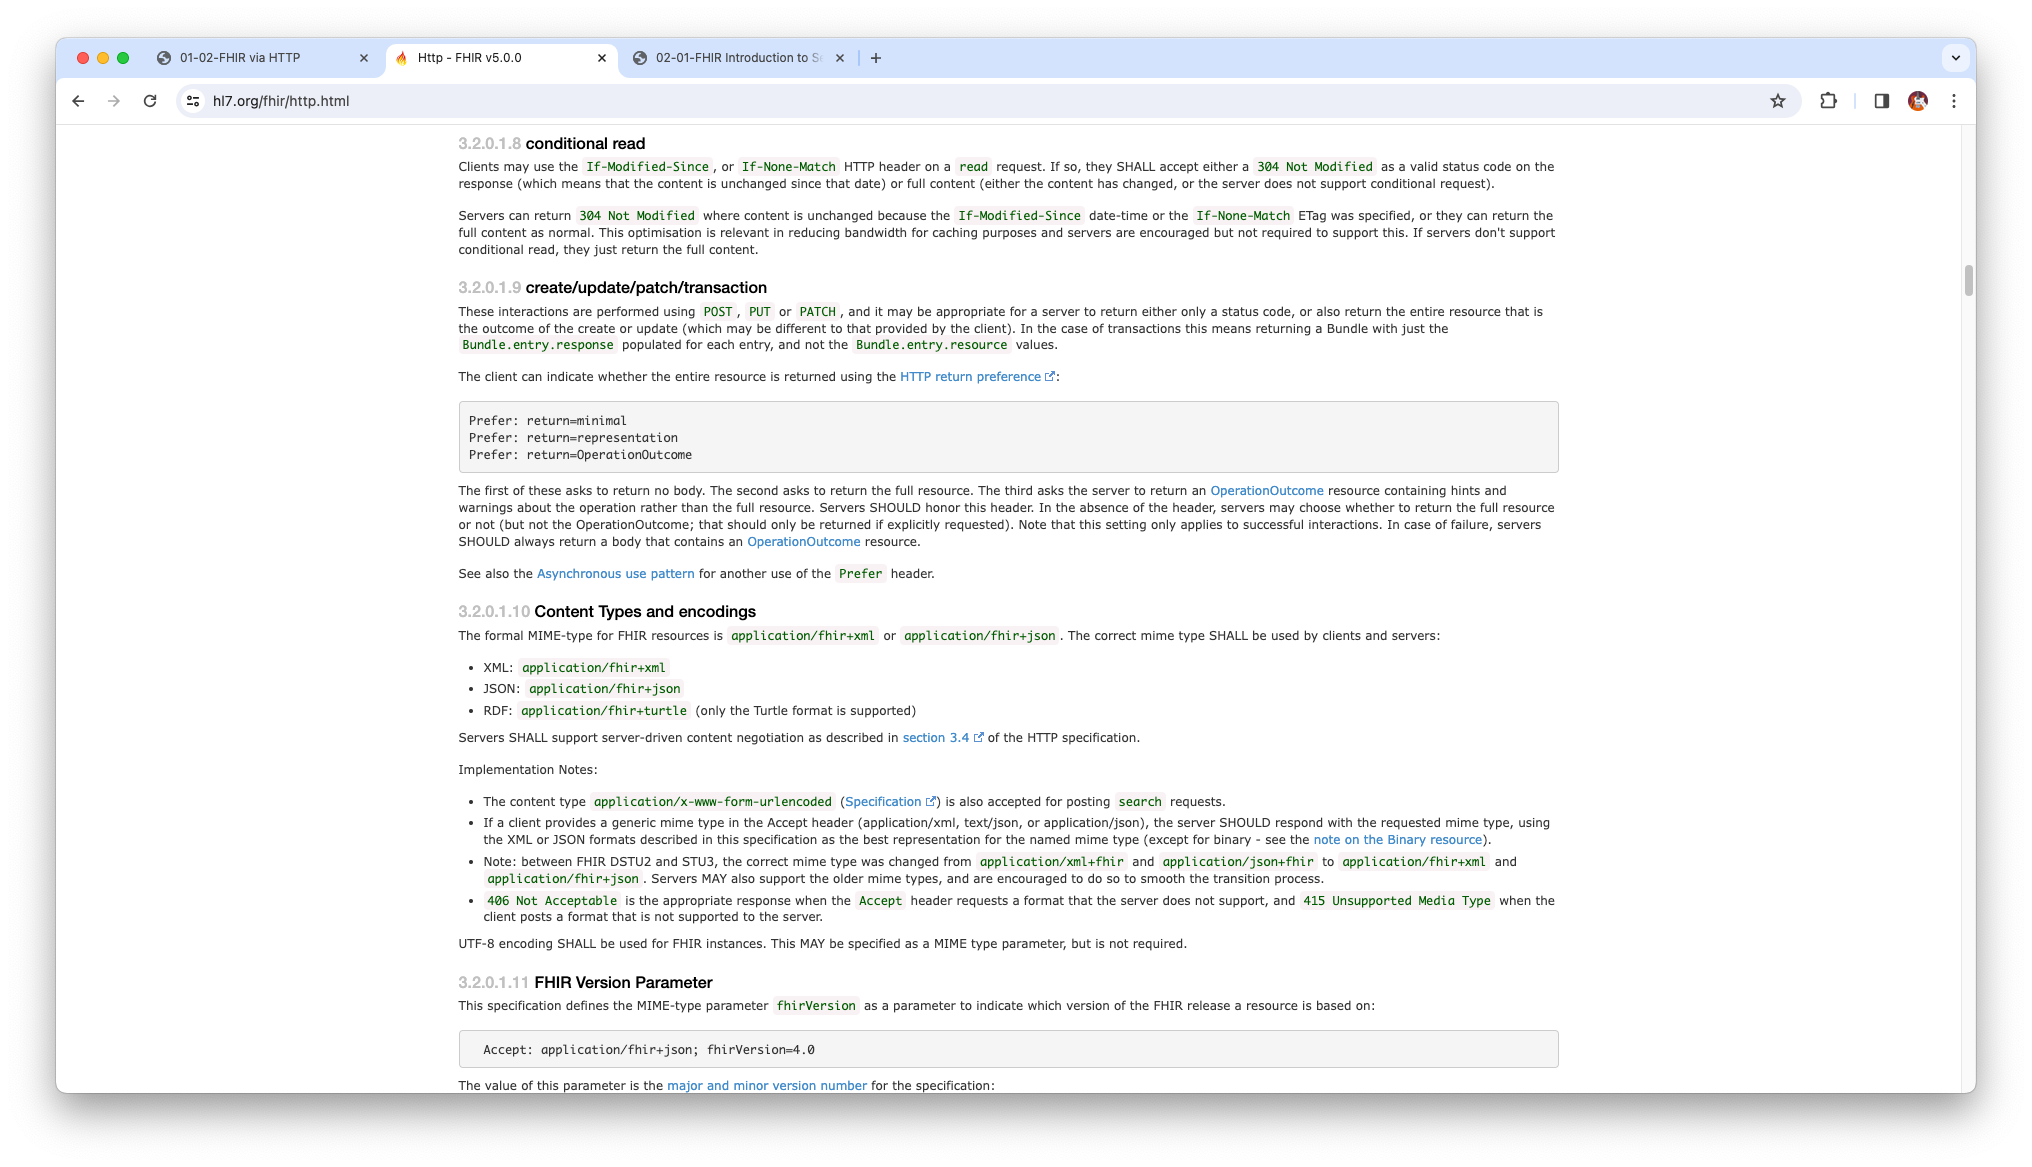 01-02-FHIR via HTTP
Http - FHIR v5.0.0
02-01-FHIR Introduction to
hl7.org/fhir/http.html
3.2.0.1.8 conditional read
Clients may use the If-Modified-Since, or If-None-Match HTTP header on a read request. If so, they SHALL accept either a 304 Not Modified as a valid status code on the
response (which means that the content is unchanged since that date) or full content (either the content has changed, or the server does not support conditional request).
Servers can return 304 Not Modified where content is unchanged because the If-Modified-Since date-time or the If-None-Match ETag was specified, or they can return the
full content as normal. This optimisation is relevant in reducing bandwidth for caching purposes and servers are encouraged but not required to support this. If servers don't support
conditional read, they just return the full content.
3.2.0.1.9 create/update/patch/transaction
These interactions are performed using POST, PUT or PATCH, and it may be appropriate for a server to return either only a status code, or also return the entire resource that is
the outcome of the create or update (which may be different to that provided by the client). In the case of transactions this means returning a Bundle with just the
Bundle.entry.response populated for each entry, and not the Bundle.entry.resource values.
The client can indicate whether the entire resource is returned using the HTTP return preference:
Prefer: return=minimal
Prefer: return=representation
Prefer: return=OperationOutcome
The first of these asks to return no body. The second asks to return the full resource. The third asks the server to return an OperationOutcome resource containing hints and
warnings about the operation rather than the full resource. Servers SHOULD honor this header. In the absence of the header, servers may choose whether to return the full resource
or not (but not the OperationOutcome; that should only be returned if explicitly requested). Note that this setting only applies to successful interactions. In case of failure, servers
SHOULD always return a body that contains an OperationOutcome resource.
See also the Asynchronous use pattern for another use of the Prefer header.
3.2.0.1.10 Content Types and encodings
The formal MIME-type for FHIR resources is application/fhir+xml or application/fhir+json. The correct mime type SHALL be used by clients and servers:
• XML: application/fhir+xml
• JSON: application/fhir+json
• RDF: application/fhir+turtle (only the Turtle format is supported)
Servers SHALL support server-driven content negotiation as described in section 3.4 of the HTTP specification.
Implementation Notes:
• The content type application/x-www-form-urlencoded (Specification) is also accepted for posting search requests.
• If a client provides a generic mime type in the Accept header (application/xml, text/json, or application/json), the server SHOULD respond with the requested mime type, using
the XML or JSON formats described in this specification as the best representation for the named mime type (except for binary - see the note on the Binary resource).
• Note: between FHIR DSTU2 and STU3, the correct mime type was changed from application/xml+fhir and application/json+fhir to application/fhir+xml and
application/fhir+json. Servers MAY also support the older mime types, and are encouraged to do so to smooth the transition process.
• 406 Not Acceptable is the appropriate response when the Accept header requests a format that the server does not support, and 415 Unsupported Media Type when the
client posts a format that is not supported to the server.
UTF-8 encoding SHALL be used for FHIR instances. This MAY be specified as a MIME type parameter, but is not required.
3.2.0.1.11 FHIR Version Parameter
This specification defines the MIME-type parameter fhirVersion as a parameter to indicate which version of the FHIR release a resource is based on:
Accept: application/fhir+json; fhirVersion=4.0
The value of this parameter is the major and minor version number for the specification: